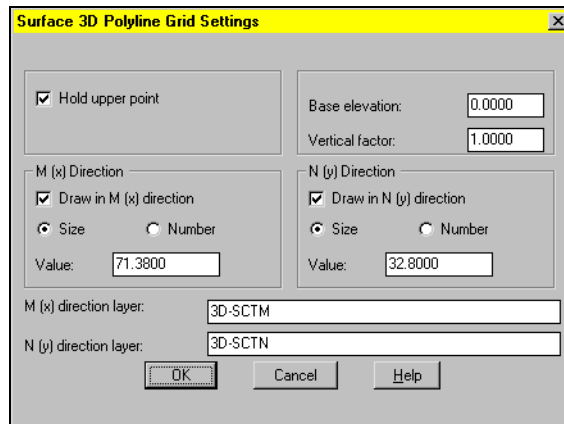 Surface 3D Polyline Grid Settings
Hold upper point
Base elevation: 0.0000
Vertical factor: 1.0000
M (x) Direction
Draw in M (x) direction
Size Number
Value: 71.3800
N (y) Direction
Draw in N (y) direction
Size Number
Value: 32.8000
M (x) direction layer: 3D-SCTM
N (y) direction layer: 3D-SCTN
OK Cancel Help